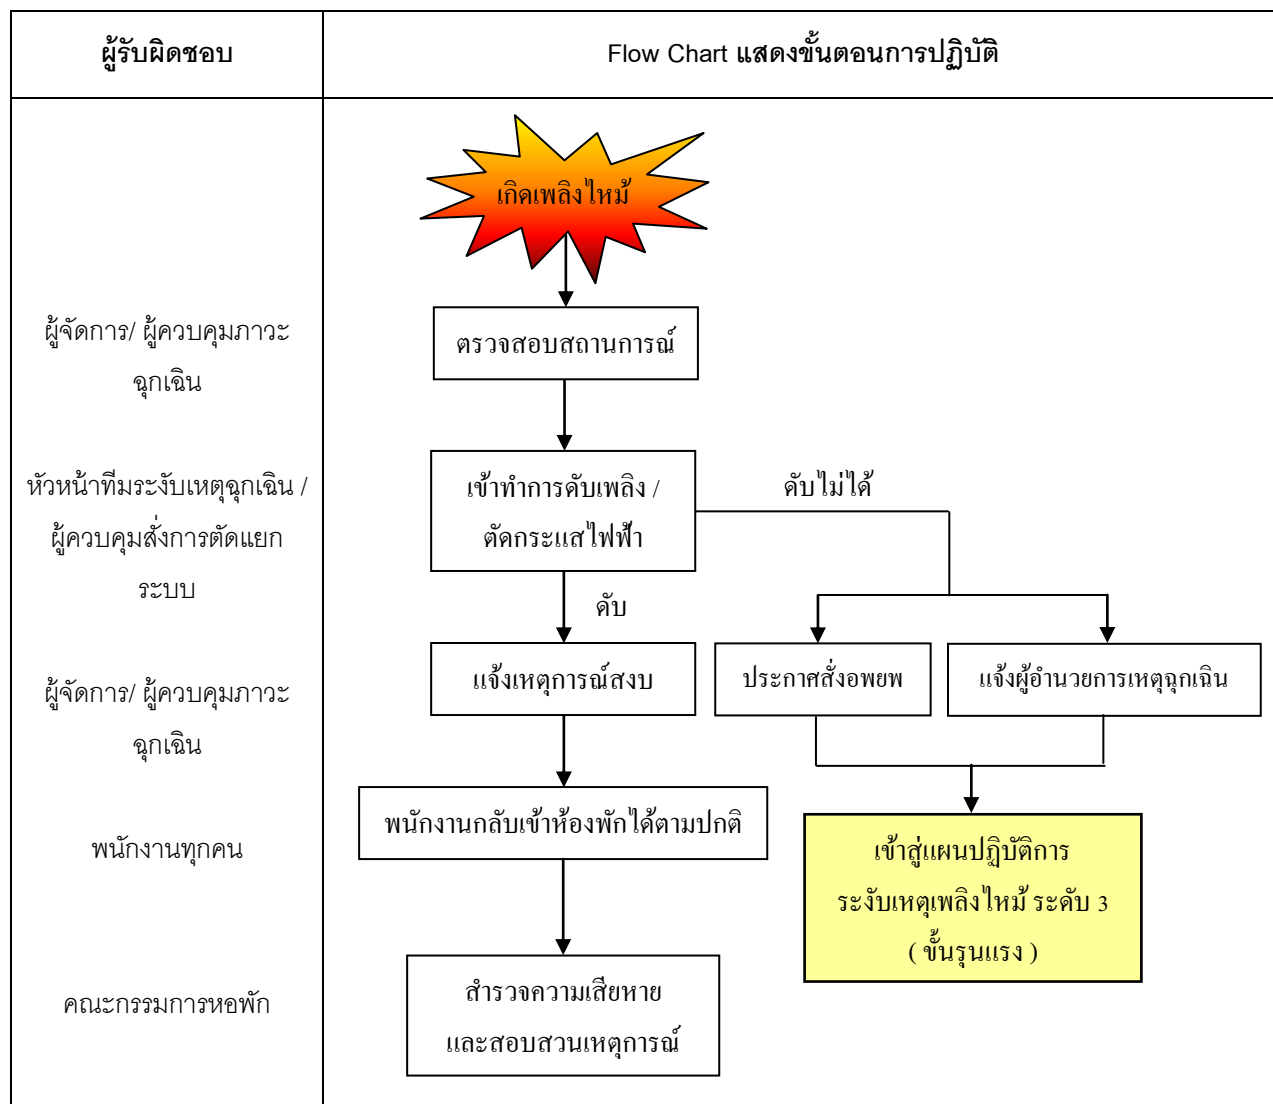 ผู้รับผิดชอบ
Flow Chart แสดงขั้นตอนการปฏิบัติ
เกิดเพลิงไหม้
ผู้จัดการ/ ผู้ควบคุมภาวะ
ฉุกเฉิน
ตรวจสอบสถานการณ์
หัวหน้าทีมระงับเหตุฉุกเฉิน /
ผู้ควบคุมสั่งการตัดแยก
ระบบ
เข้าทำการดับเพลิง /
ตัดกระแสไฟฟ้า
ดับไม่ได้
ดับ
ผู้จัดการ/ ผู้ควบคุมภาวะ
ฉุกเฉิน
แจ้งเหตุการณ์สงบ
ประกาศสั่งอพยพ
แจ้งผู้อำนวยการเหตุฉุกเฉิน
พนักงานทุกคน
พนักงานกลับเข้าห้องพักได้ตามปกติ
เข้าสู่แผนปฏิบัติการ
ระงับเหตุเพลิงไหม้ ระดับ 3
( ขั้นรุนแรง )
คณะกรรมการหอพัก
สำรวจความเสียหาย
และสอบสวนเหตุการณ์